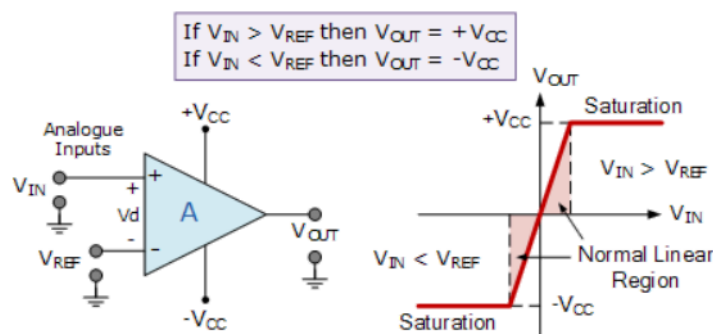 If VIN > VREF then VOUT = +VCC
If VIN < VREF then VOUT = -VCC
Analogue
Inputs
+VCC
VIN
+
+
Vd
A
-
-
VREF
VOUT
-VCC
VOUT
Saturation
+VCC
VIN > VREF
VIN
VIN < VREF
Normal Linear
Region
-VCC
Saturation